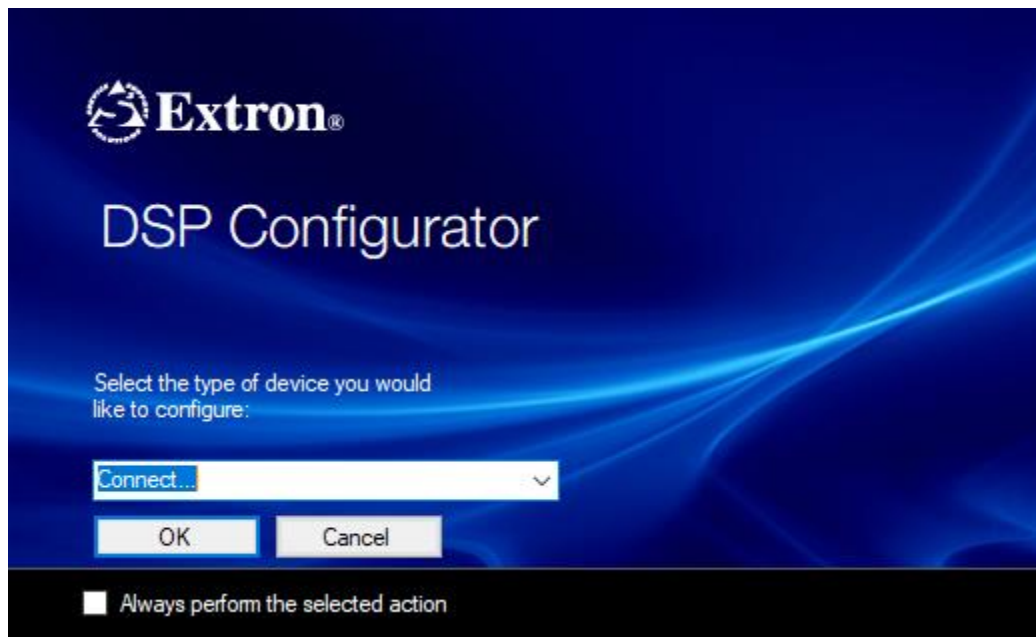 Extron®
DSP Configurator
Select the type of device you would
like to configure:
Connect...
OK Cancel
Always perform the selected action